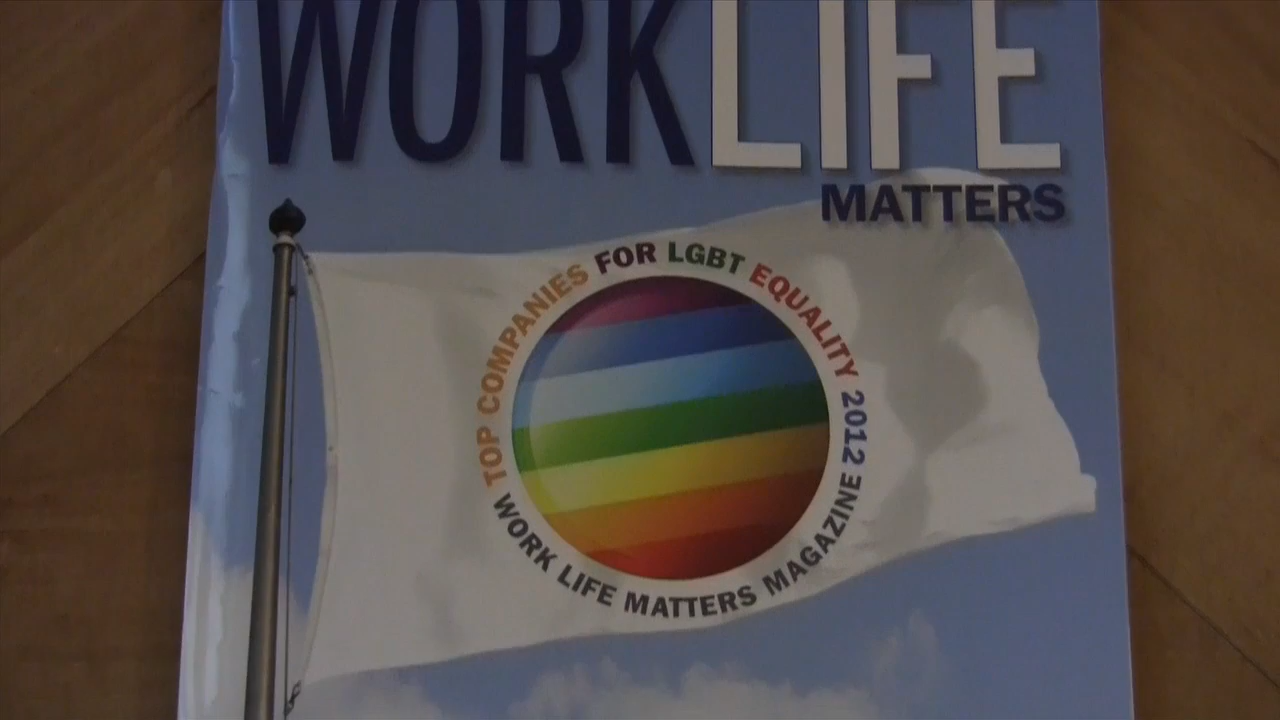 WORKLIFE
MATTERS
TOP COMPANIES FOR LGBT EQUALITY 2012
WORK LIFE MATTERS MAGAZINE